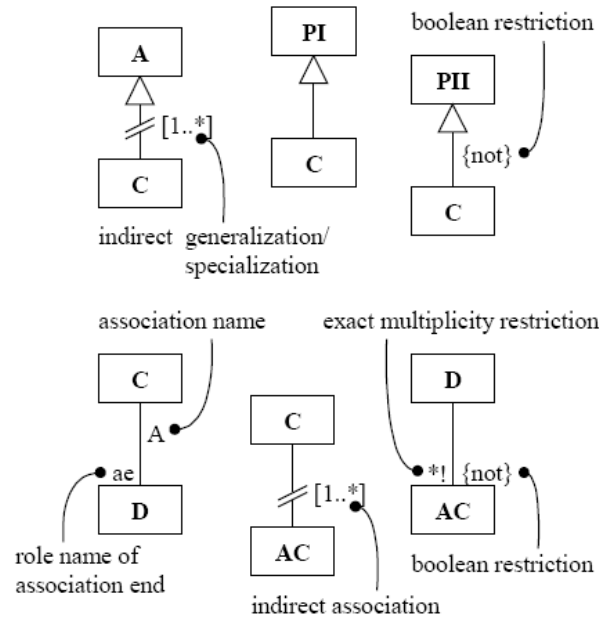 boolean restriction
A
PI
PII
[1..*]
{not}
C
C
C
indirect generalization/
specialization
association name
exact multiplicity restriction
C
D
C
A
ae
*! {not}
[1..*]
D
AC
AC
role name of
association end
boolean restriction
indirect association